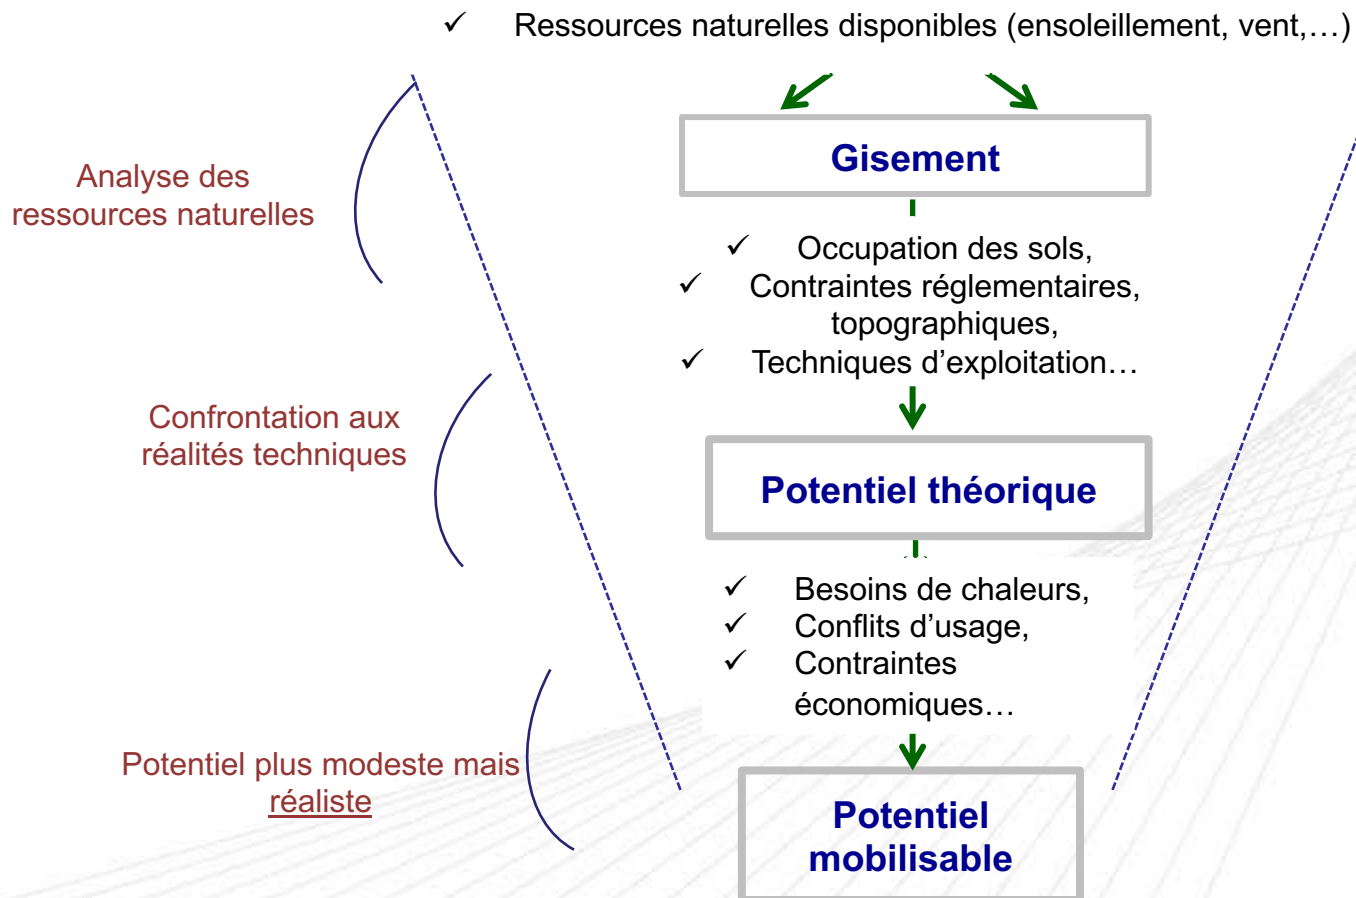 ✓ Ressources naturelles disponibles (ensoleillement, vent,…)
Gisement
Analyse des
ressources naturelles
✓ Occupation des sols,
✓ Contraintes réglementaires,
topographiques,
✓ Techniques d’exploitation…
Confrontation aux
réalités techniques
Potentiel théorique
✓ Besoins de chaleurs,
✓ Conflits d’usage,
✓ Contraintes
économiques…
Potentiel plus modeste mais
réaliste
Potentiel
mobilisable